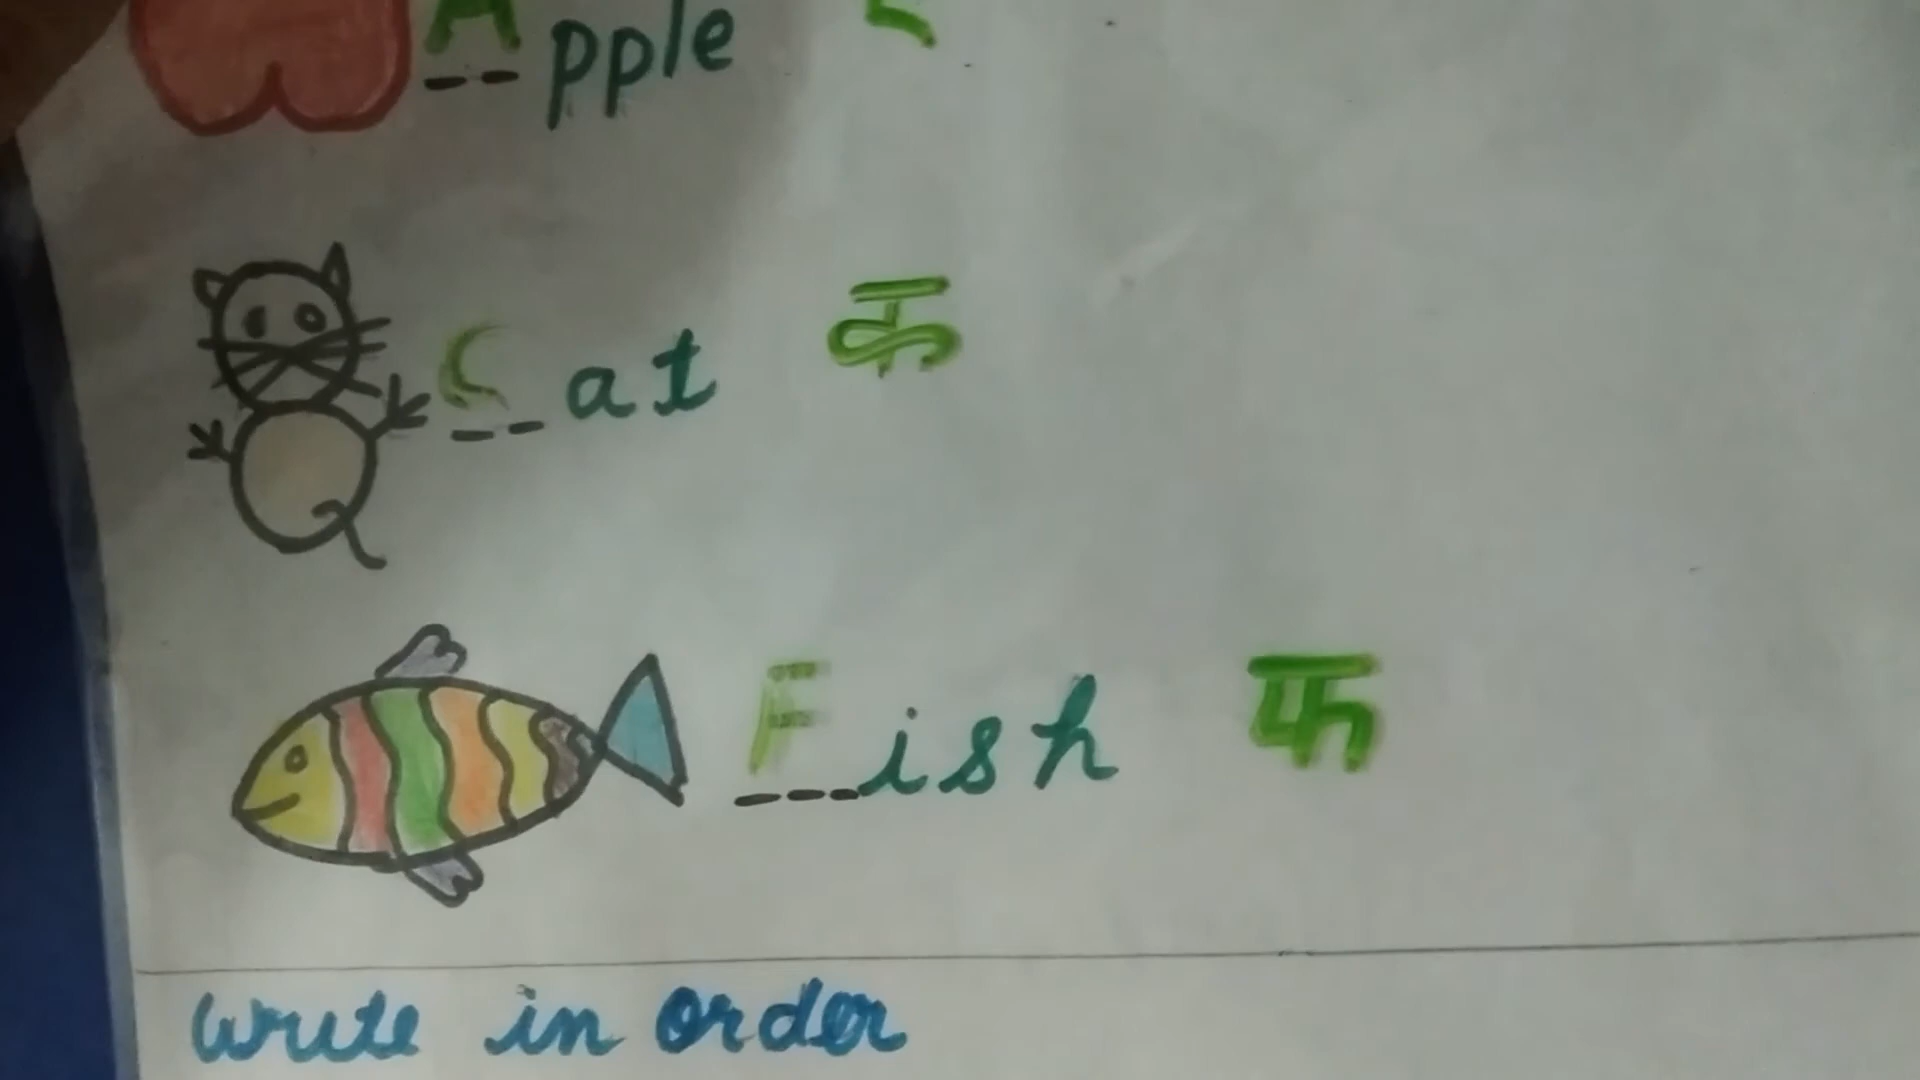 Apple
Cat क
Fish फ
Write in order